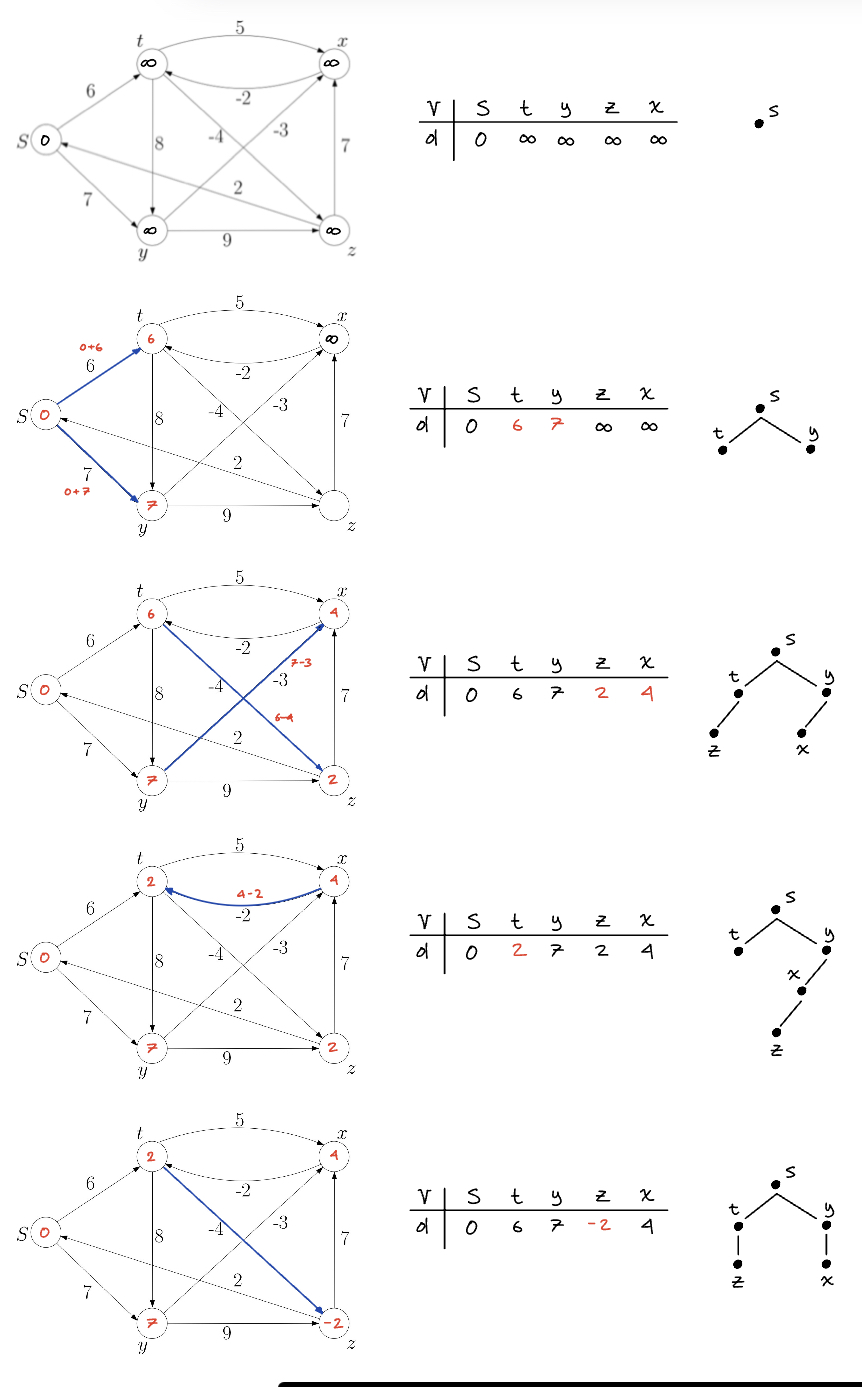 5
t x
∞ ∞
6 -2
S 0 8 -4 -3 7
7 2
∞ 9 ∞
y z
V S t y z x
d 0 ∞ ∞ ∞ ∞
s
5
t x
6 ∞
0+6
6 -2
S 0 8 -4 -3 7
7 2
0+7
7 9
y z
V S t y z x
d 0 6 7 ∞ ∞
s
t y
5
t x
6 4
6 -2
7-3
S 0 8 -4 -3 7
6-4
7 2
7 9 2
y z
V S t y z x
d 0 6 7 2 4
s
t y
z x
5
t x
2 4-2 4
6 -2
S 0 8 -4 -3 7
7 2
7 9 2
y z
V S t y z x
d 0 2 7 2 4
s
t y
x
z
5
t x
2 4
6 -2
S 0 8 -4 -3 7
7 2
7 9 -2
y z
V S t y z x
d 0 6 7 -2 4
s
t y
z x